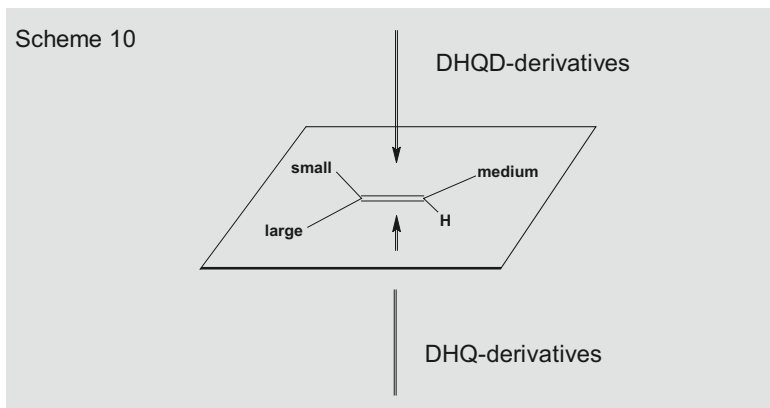 Scheme 10
DHQD-derivatives
small
medium
large
H
DHQ-derivatives